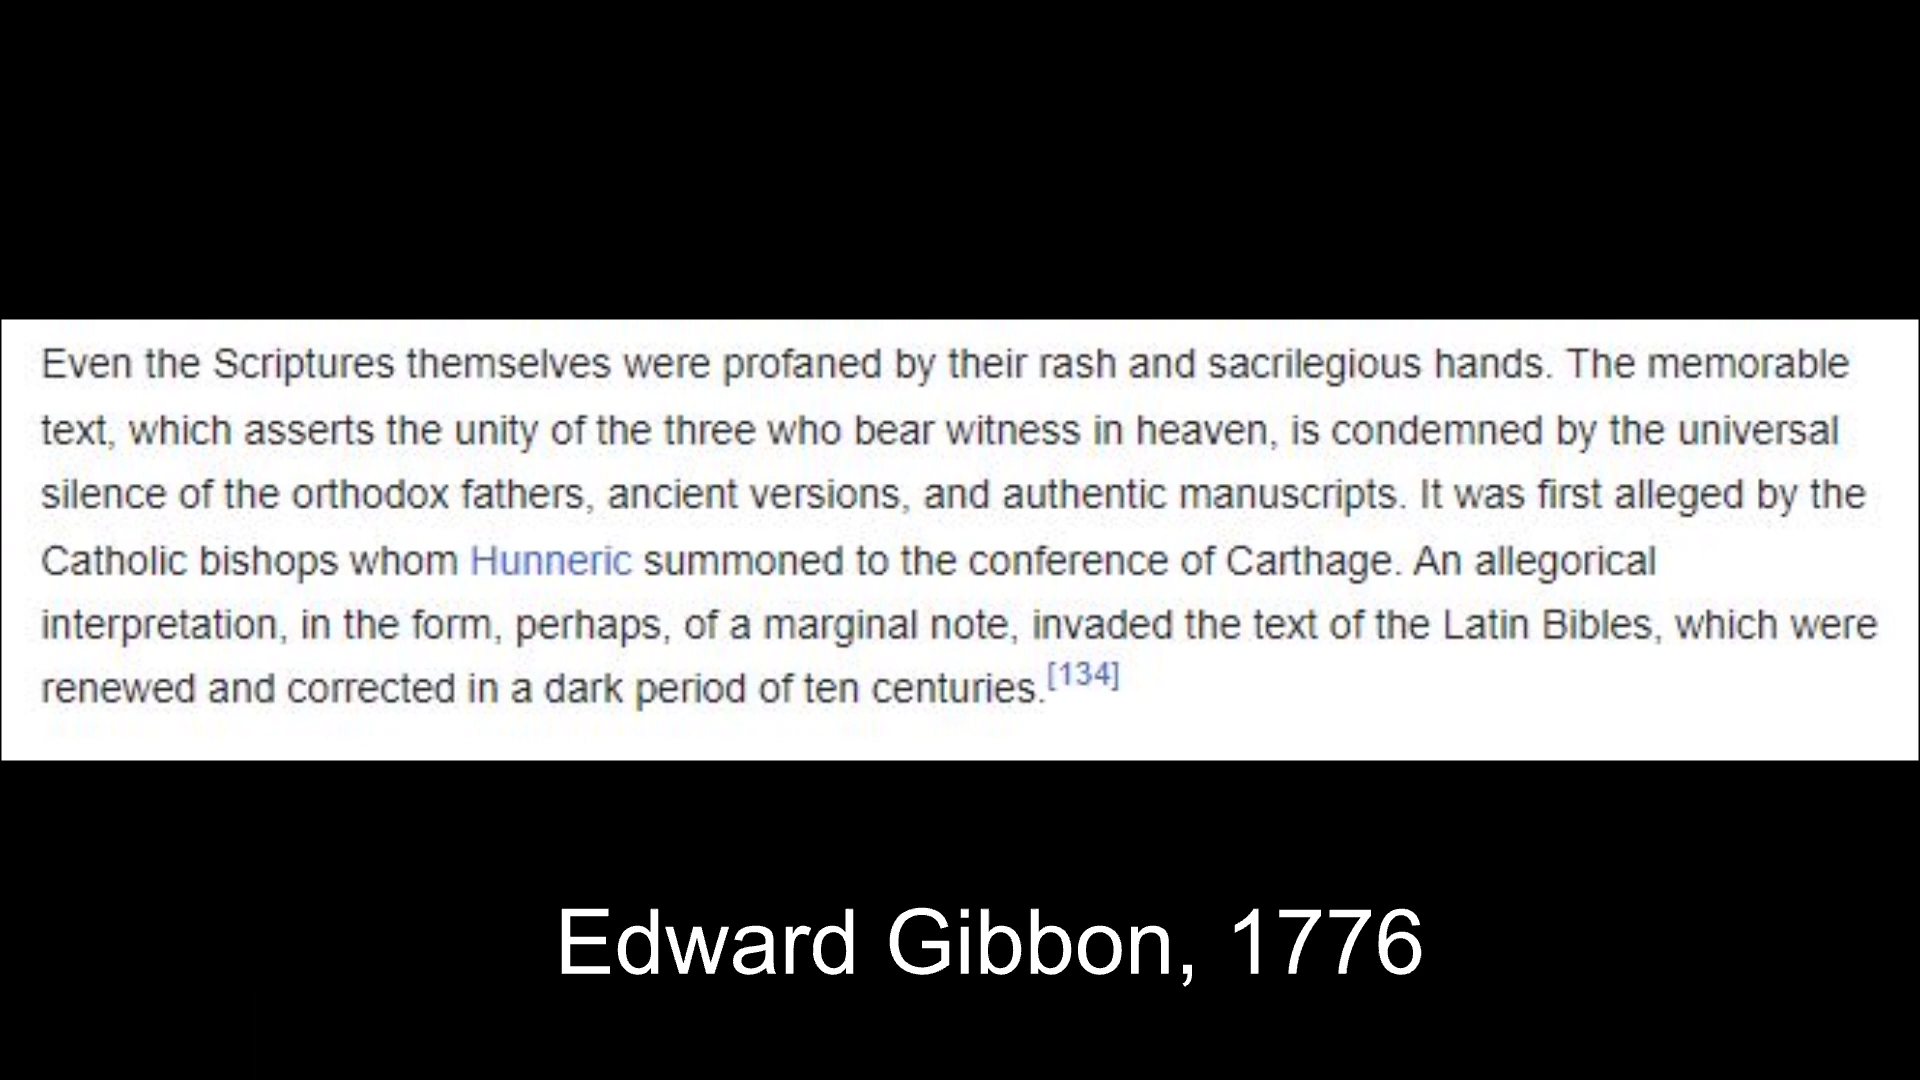 Even the Scriptures themselves were profaned by their rash and sacrilegious hands. The memorable
text, which asserts the unity of the three who bear witness in heaven, is condemned by the universal
silence of the orthodox fathers, ancient versions, and authentic manuscripts. It was first alleged by the
Catholic bishops whom Hunneric summoned to the conference of Carthage. An allegorical
interpretation, in the form, perhaps, of a marginal note, invaded the text of the Latin Bibles, which were
renewed and corrected in a dark period of ten centuries.[134]
Edward Gibbon, 1776